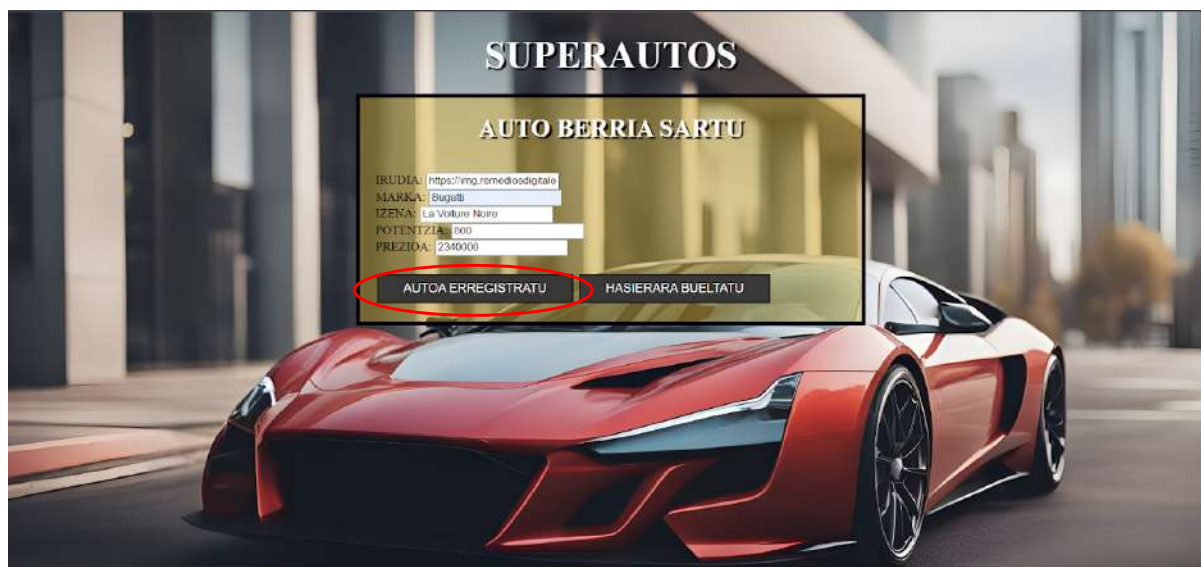 SUPERAUTOS
AUTO BERRIA SARTU
IRUDIA: https://img.remediosdigitale
MARKA: Bugatti
IZENA: La Voiture Noire
POTENTZIA: 800
PREZIOA: 2340000
AUTOA ERREGISTRATU HASIERARA BUELTATU